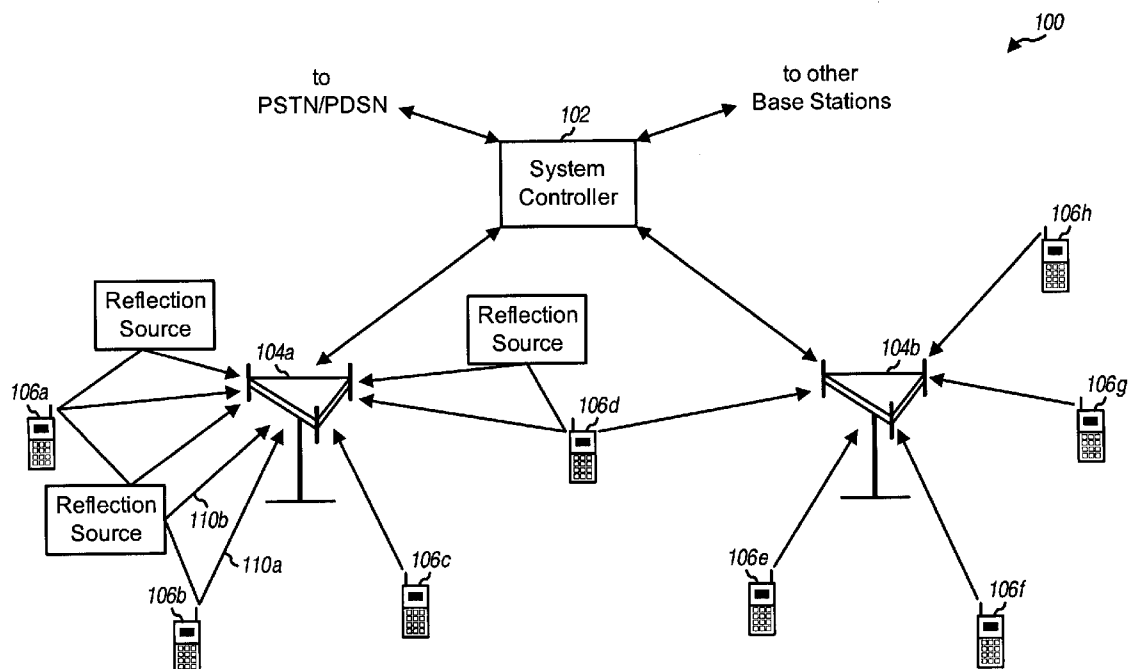 100
to
PSTN/PDSN
to other
Base Stations
102
System
Controller
106h
Reflection
Source
Reflection
Source
104a
104b
106a
106d
106g
Reflection
Source
110b
110a
106b
106c
106e
106f